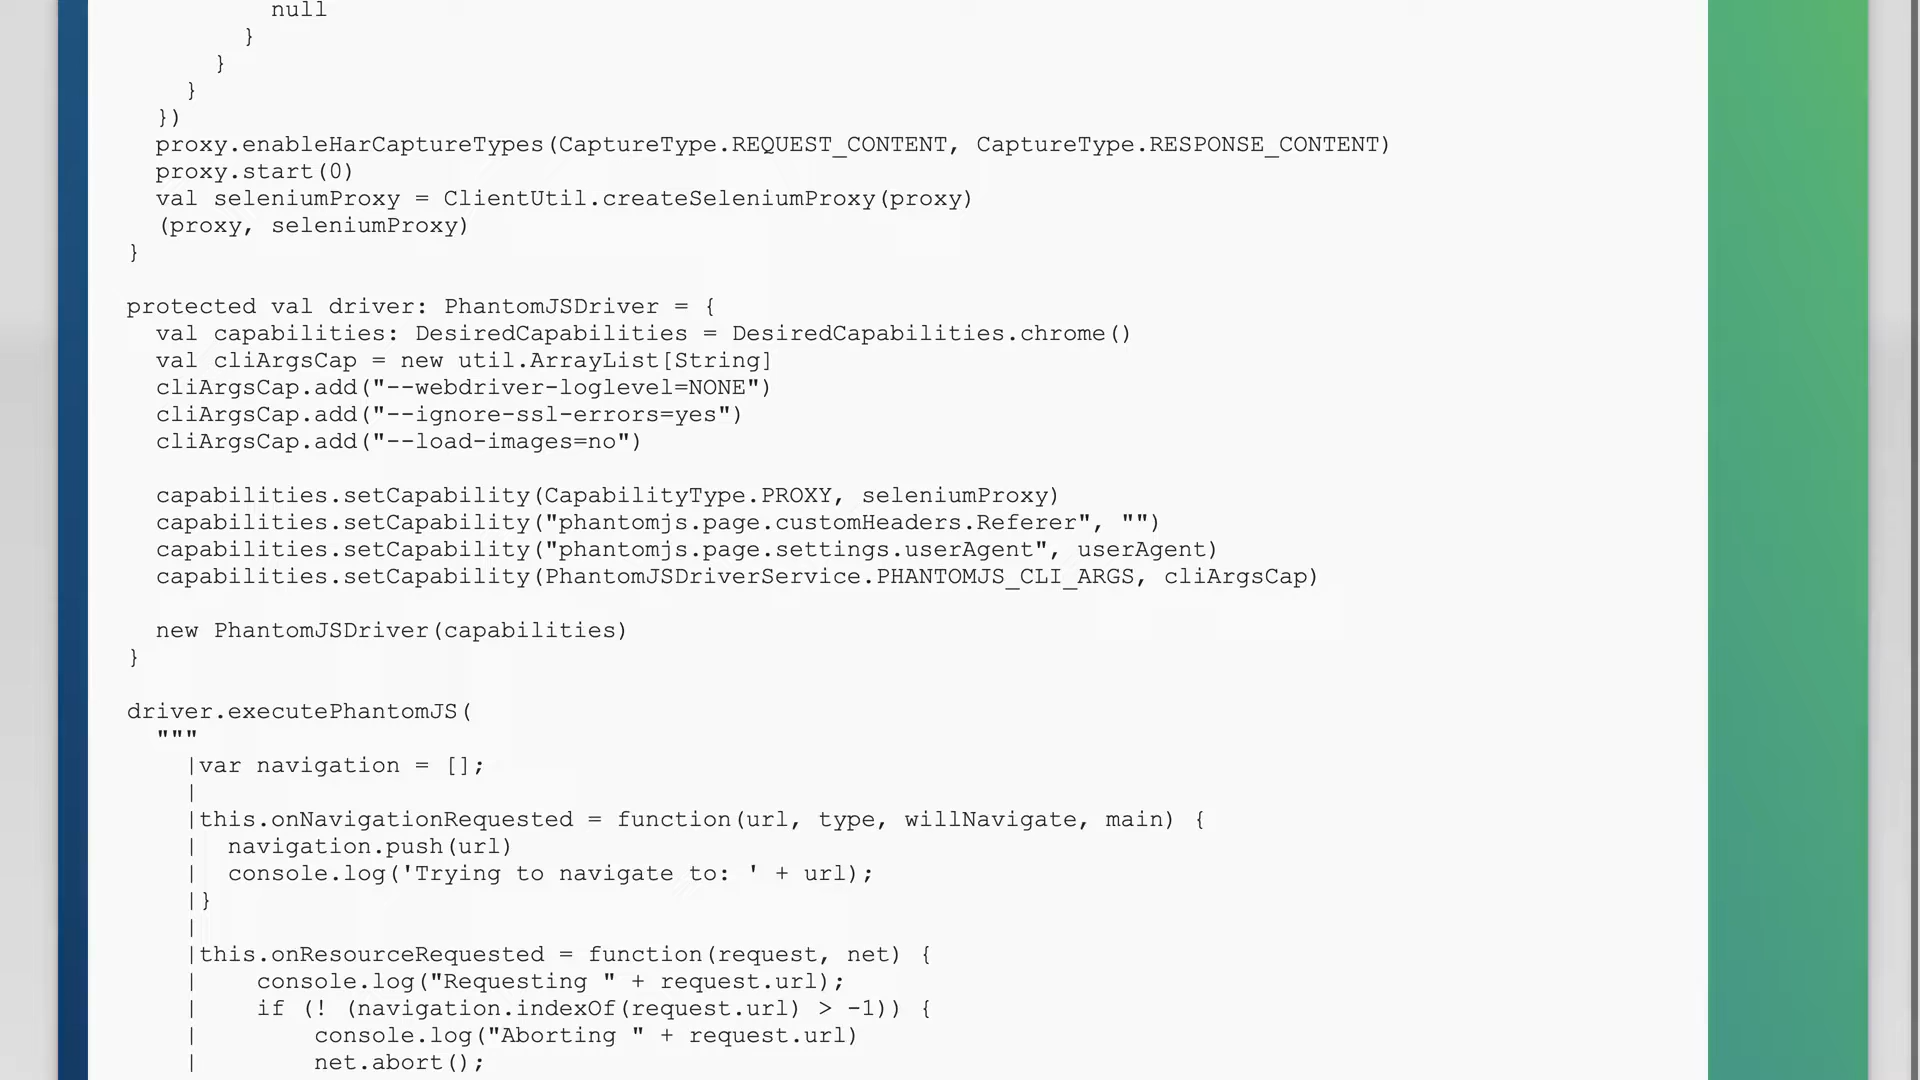 null
}
}
}
})
proxy.enableHarCaptureTypes(CaptureType.REQUEST_CONTENT, CaptureType.RESPONSE_CONTENT)
proxy.start(0)
val seleniumProxy = ClientUtil.createSeleniumProxy(proxy)
(proxy, seleniumProxy)
}
protected val driver: PhantomJSDriver = {
val capabilities: DesiredCapabilities = DesiredCapabilities.chrome()
val cliArgsCap = new util.ArrayList[String]
cliArgsCap.add("--webdriver-loglevel=NONE")
cliArgsCap.add("--ignore-ssl-errors=yes")
cliArgsCap.add("--load-images=no")
capabilities.setCapability(CapabilityType.PROXY, seleniumProxy)
capabilities.setCapability("phantomjs.page.customHeaders.Referer", "")
capabilities.setCapability("phantomjs.page.settings.userAgent", userAgent)
capabilities.setCapability(PhantomJSDriverService.PHANTOMJS_CLI_ARGS, cliArgsCap)
new PhantomJSDriver(capabilities)
}
driver.executePhantomJS(
"""
|var navigation = [];
|
|this.onNavigationRequested = function(url, type, willNavigate, main) {
|  navigation.push(url)
|  console.log('Trying to navigate to: ' + url);
|}
|
|this.onResourceRequested = function(request, net) {
|    console.log("Requesting " + request.url);
|    if (! (navigation.indexOf(request.url) > -1)) {
|        console.log("Aborting " + request.url)
|        net.abort();